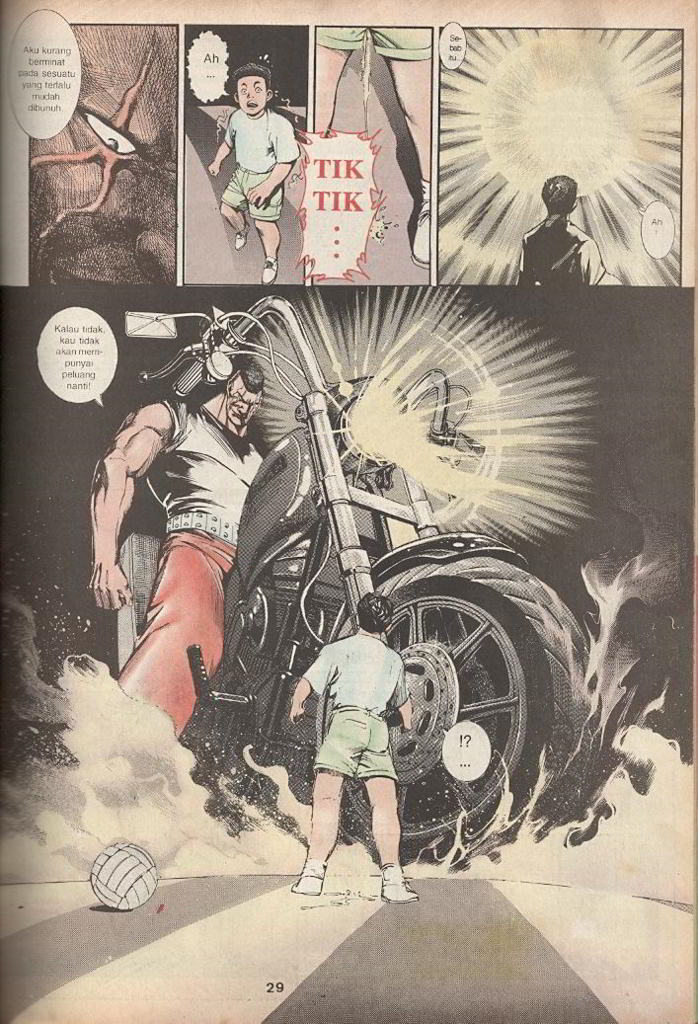 Aku kurang
berminat
pada sesuatu
yang terlalu
mudah
dibunuh.
Ah
...
TIK
TIK
....
Se-
bab
itu...
Ah
!
Kalau tidak,
kau tidak
akan mem-
punyai
peluang
nanti!
!?
...
29